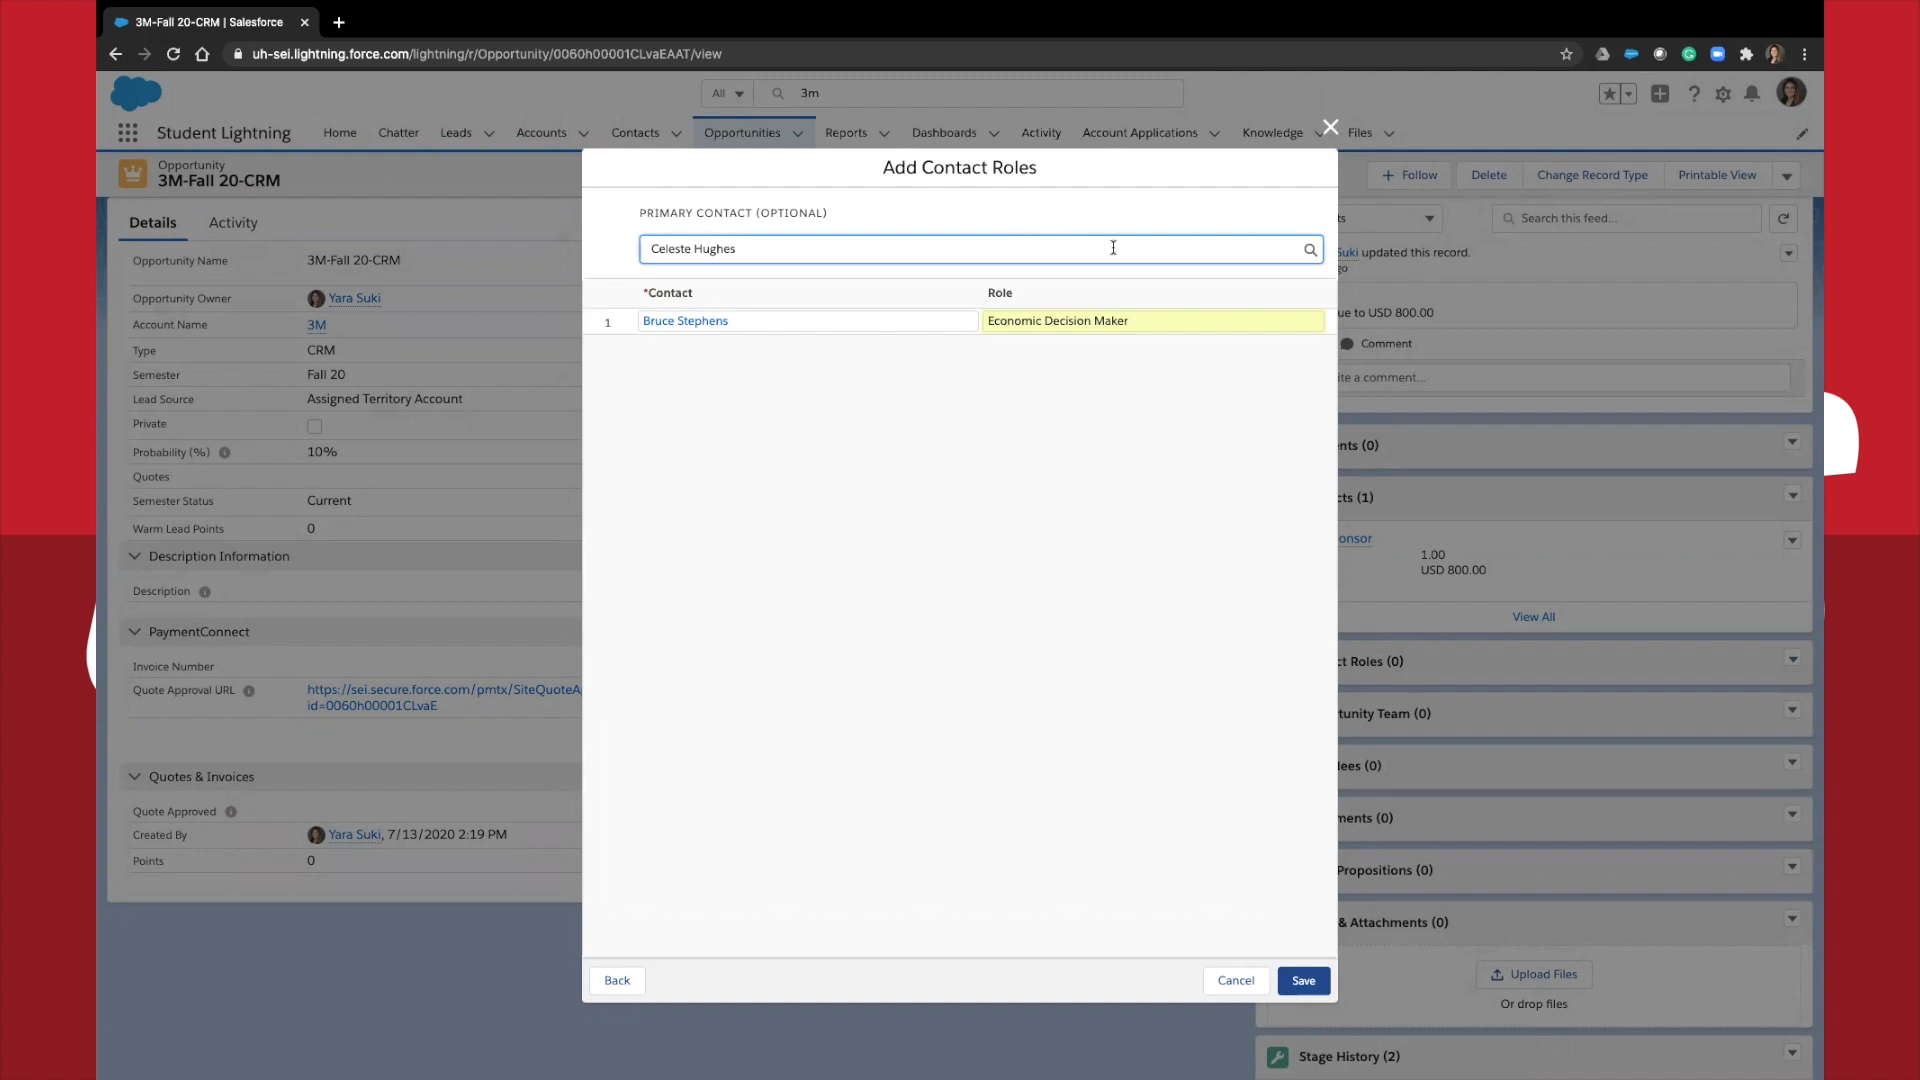 3M-Fall 20-CRM | Salesforce
uh-sei.lightning.force.com/lightning/r/Opportunity/0060h00001CLvaEAAT/view
All
3m
Student Lightning
Home
Chatter
Leads
Accounts
Contacts
Opportunities
Reports
Dashboards
Activity
Account Applications
Knowledge
Files
Opportunity
3M-Fall 20-CRM
Follow
Delete
Change Record Type
Printable View
Details
Activity
Opportunity Name
3M-Fall 20-CRM
Opportunity Owner
Yara Suki
Account Name
3M
Type
CRM
Semester
Fall 20
Lead Source
Assigned Territory Account
Private
Probability (%)
10%
Quotes
Semester Status
Current
Warm Lead Points
0
Description Information
Description
PaymentConnect
Invoice Number
Quote Approval URL
https://sei.secure.force.com/pmtx/SiteQuoteA
id=0060h00001CLvaE
Quotes & Invoices
Quote Approved
Created By
Yara Suki, 7/13/2020 2:19 PM
Points
0
Add Contact Roles
PRIMARY CONTACT (OPTIONAL)
Celeste Hughes
*Contact
Role
1
Bruce Stephens
Economic Decision Maker
Back
Cancel
Save
ts
Search this feed...
Suki updated this record.
go
ue to USD 800.00
Comment
ite a comment...
nts (0)
cts (1)
onsor
1.00
USD 800.00
View All
ct Roles (0)
tunity Team (0)
lees (0)
ments (0)
Propositions (0)
& Attachments (0)
Upload Files
Or drop files
Stage History (2)